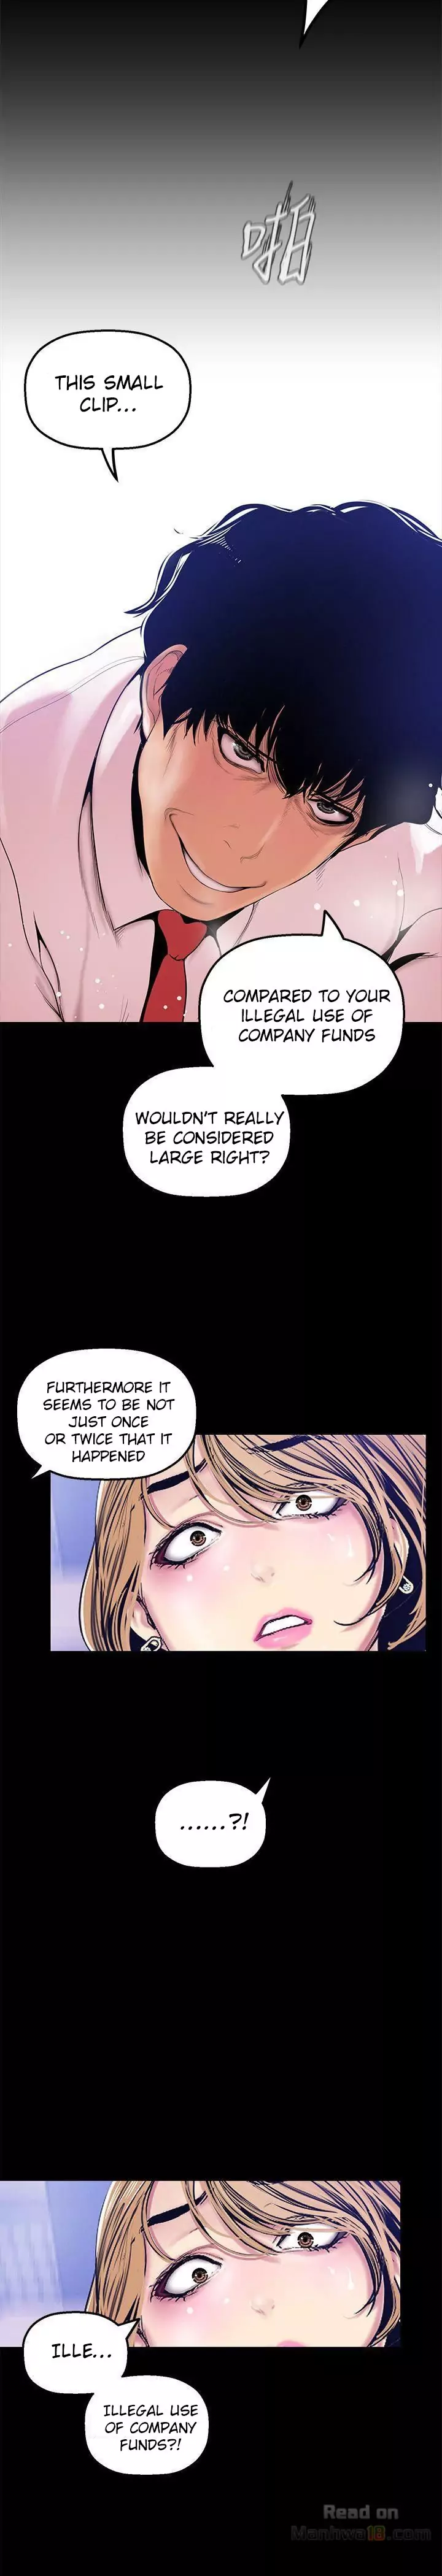 啪
THIS SMALL
CLIP...
COMPARED TO YOUR
ILLEGAL USE OF
COMPANY FUNDS
WOULDN'T REALLY
BE CONSIDERED
LARGE RIGHT?
FURTHERMORE IT
SEEMS TO BE NOT
JUST ONCE
OR TWICE THAT IT
HAPPENED
......?!
ILLE...
ILLEGAL USE
OF COMPANY
FUNDS?!
Read on
Manhwa18.com